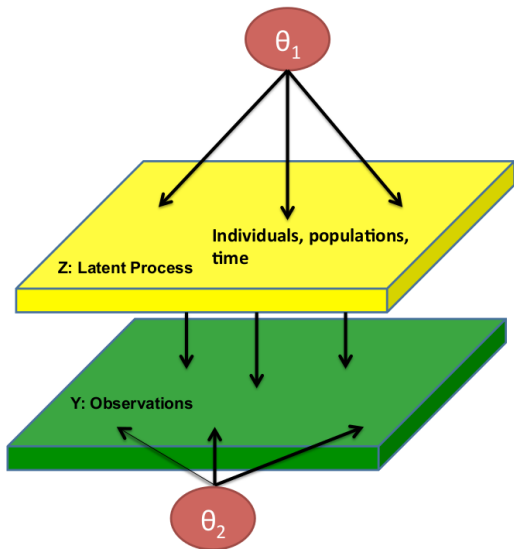 θ1
Individuals, populations,
time
Z: Latent Process
Y: Observations
θ2